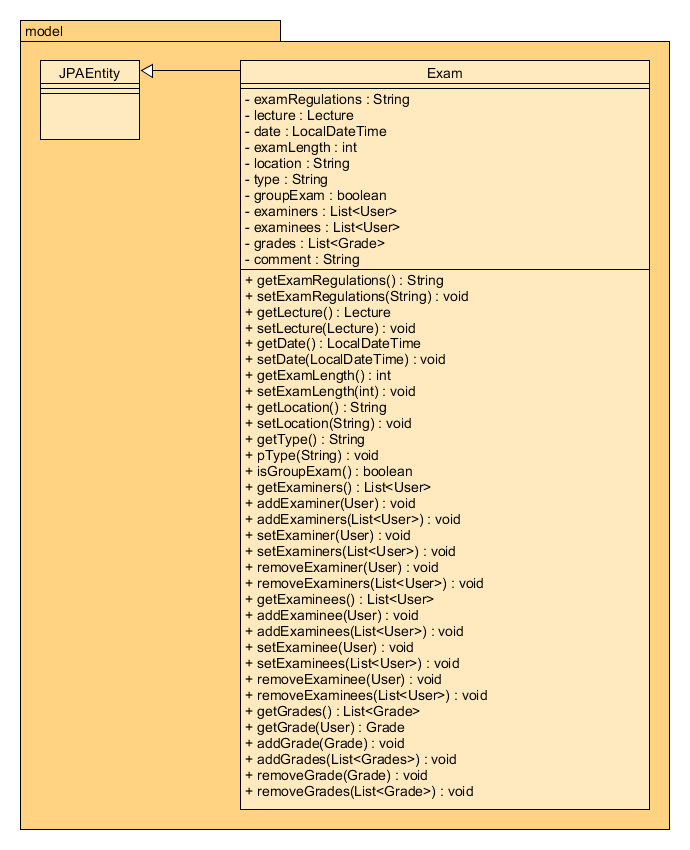 model
JPAEntity
Exam
- examRegulations : String
- lecture : Lecture
- date : LocalDateTime
- examLength : int
- location : String
- type : String
- groupExam : boolean
- examiners : List<User>
- examinees : List<User>
- grades : List<Grade>
- comment : String
+ getExamRegulations() : String
+ setExamRegulations(String) : void
+ getLecture() : Lecture
+ setLecture(Lecture) : void
+ getDate() : LocalDateTime
+ setDate(LocalDateTime) : void
+ getExamLength() : int
+ setExamLength(int) : void
+ getLocation() : String
+ setLocation(String) : void
+ getType() : String
+ pType(String) : void
+ isGroupExam() : boolean
+ getExaminers() : List<User>
+ addExaminer(User) : void
+ addExaminers(List<User>) : void
+ setExaminer(User) : void
+ setExaminers(List<User>) : void
+ removeExaminer(User) : void
+ removeExaminers(List<User>) : void
+ getExaminees() : List<User>
+ addExaminee(User) : void
+ addExaminees(List<User>) : void
+ setExaminee(User) : void
+ setExaminees(List<User>) : void
+ removeExaminee(User) : void
+ removeExaminees(List<User>) : void
+ getGrades() : List<Grade>
+ getGrade(User) : Grade
+ addGrade(Grade) : void
+ addGrades(List<Grades>) : void
+ removeGrade(Grade) : void
+ removeGrades(List<Grade>) : void